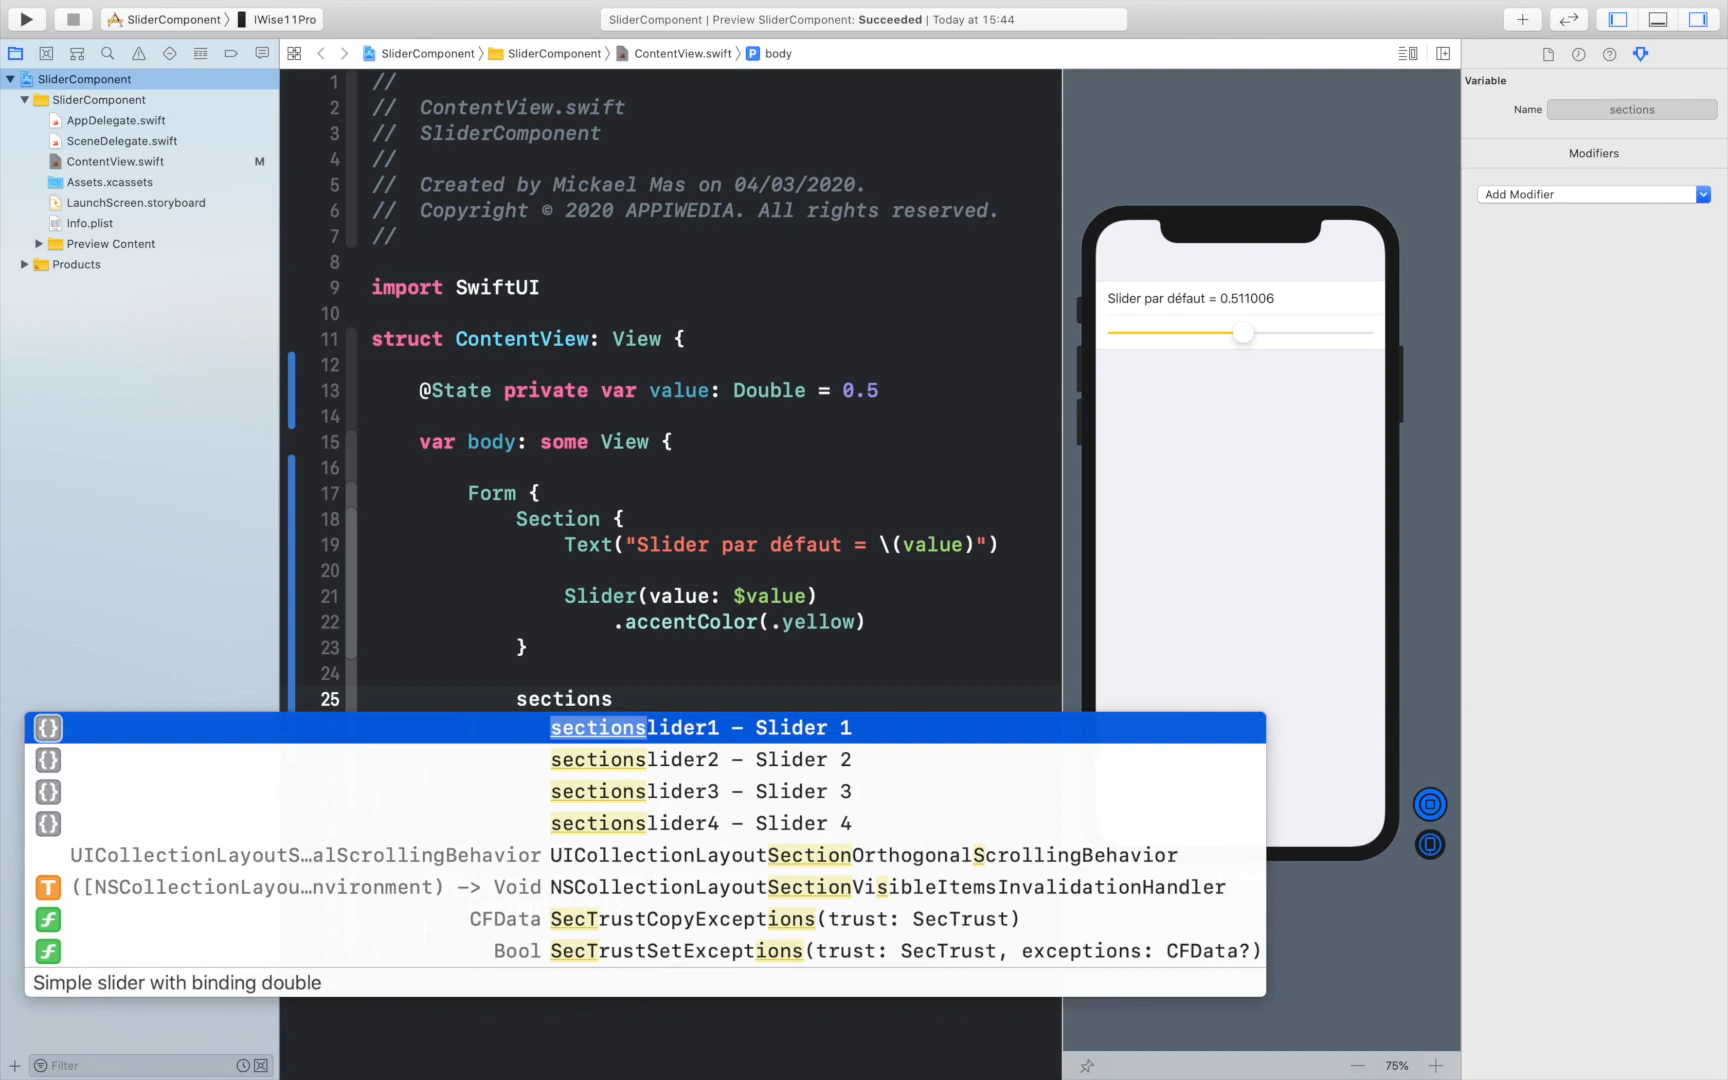 SliderComponent 〉 IWise11Pro
SliderComponent | Preview SliderComponent: Succeeded | Today at 15:44
SliderComponent 〉 SliderComponent 〉 ContentView.swift 〉 P body
SliderComponent
SliderComponent
AppDelegate.swift
SceneDelegate.swift
ContentView.swift M
Assets.xcassets
LaunchScreen.storyboard
Info.plist
Preview Content
Products
Filter
1 //
2 //  ContentView.swift
3 //  SliderComponent
4 //
5 //  Created by Mickael Mas on 04/03/2020.
6 //  Copyright © 2020 APPIWEDIA. All rights reserved.
7 //
8
9 import SwiftUI
10
11 struct ContentView: View {
12
13 @State private var value: Double = 0.5
14
15 var body: some View {
16
17 Form {
18 Section {
19 Text("Slider par défaut = \(value)")
20
21 Slider(value: $value)
22 .accentColor(.yellow)
23 }
24
25 sections
{} sectionslider1 – Slider 1
{} sectionslider2 – Slider 2
{} sectionslider3 – Slider 3
{} sectionslider4 – Slider 4
UICollectionLayoutS…alScrollingBehavior UICollectionLayoutSectionOrthogonalScrollingBehavior
T ([NSCollectionLayou…nvironment) -> Void NSCollectionLayoutSectionVisibleItemsInvalidationHandler
f CFData SecTrustCopyExceptions(trust: SecTrust)
f Bool SecTrustSetExceptions(trust: SecTrust, exceptions: CFData?)
Simple slider with binding double
Slider par défaut = 0.511006
75%
Variable
Name sections
Modifiers
Add Modifier